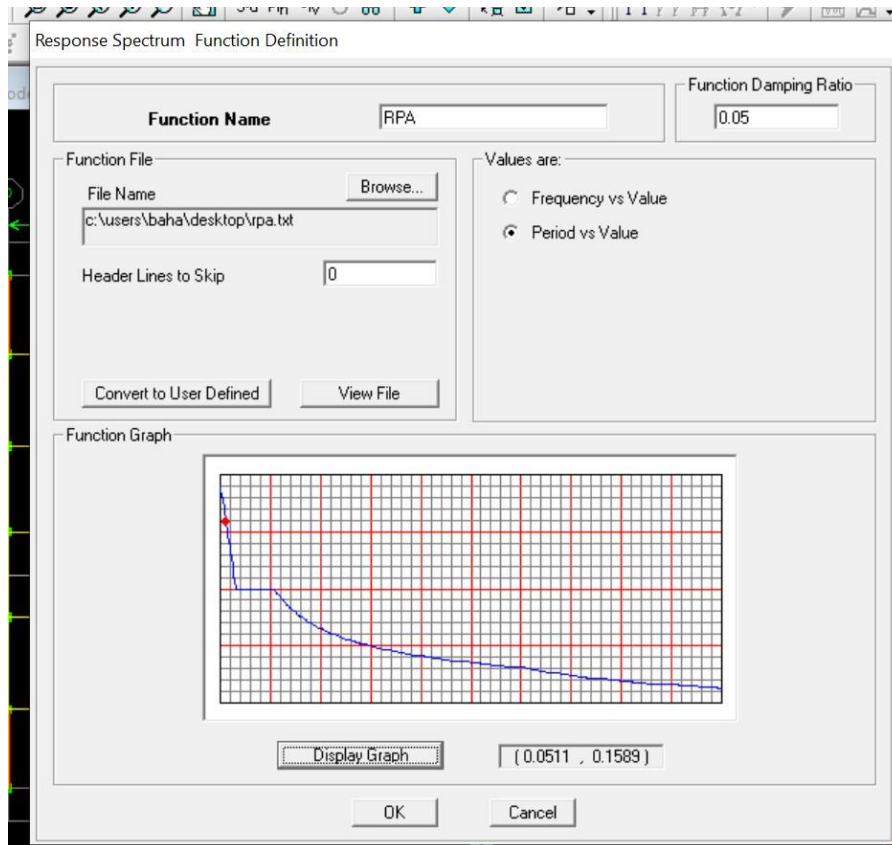 Response Spectrum Function Definition
Function Damping Ratio
Function Name
RPA
0.05
Function File
Values are:
File Name
Browse...
Frequency vs Value
c:\users\baha\desktop\rpa.txt
Period vs Value
Header Lines to Skip
0
Convert to User Defined
View File
Function Graph
Display Graph
( 0.0511 , 0.1589 )
OK
Cancel